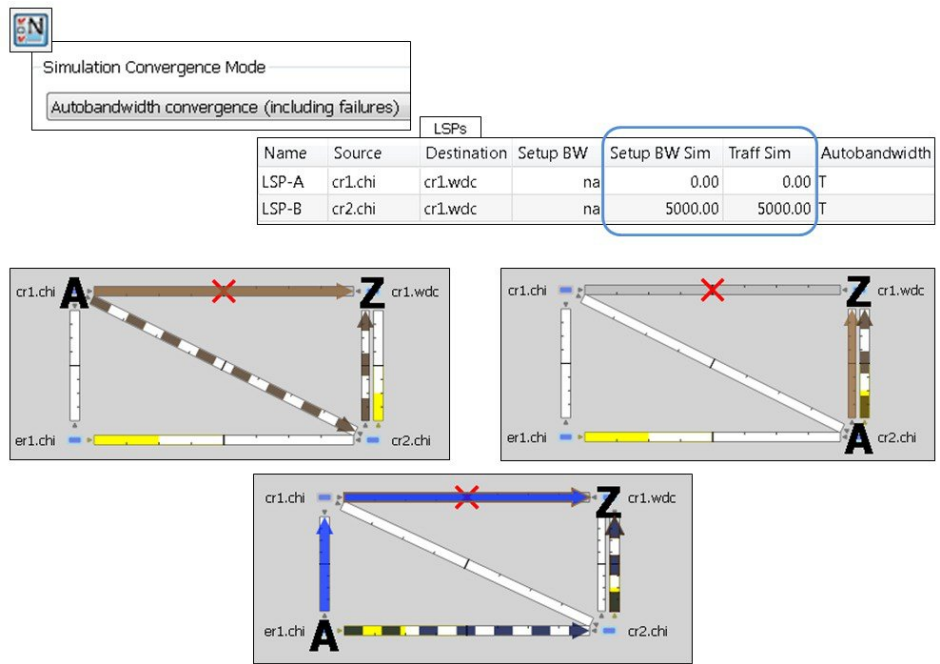 N
Simulation Convergence Mode
Autobandwidth convergence (including failures)
LSPs
Name Source Destination Setup BW Setup BW Sim Traff Sim Autobandwidth
LSP-A cr1.chi cr1.wdc na 0.00 0.00 T
LSP-B cr2.chi cr1.wdc na 5000.00 5000.00 T
cr1.chi A Z cr1.wdc
er1.chi cr2.chi
cr1.chi Z cr1.wdc
er1.chi A cr2.chi
cr1.chi Z cr1.wdc
er1.chi A cr2.chi